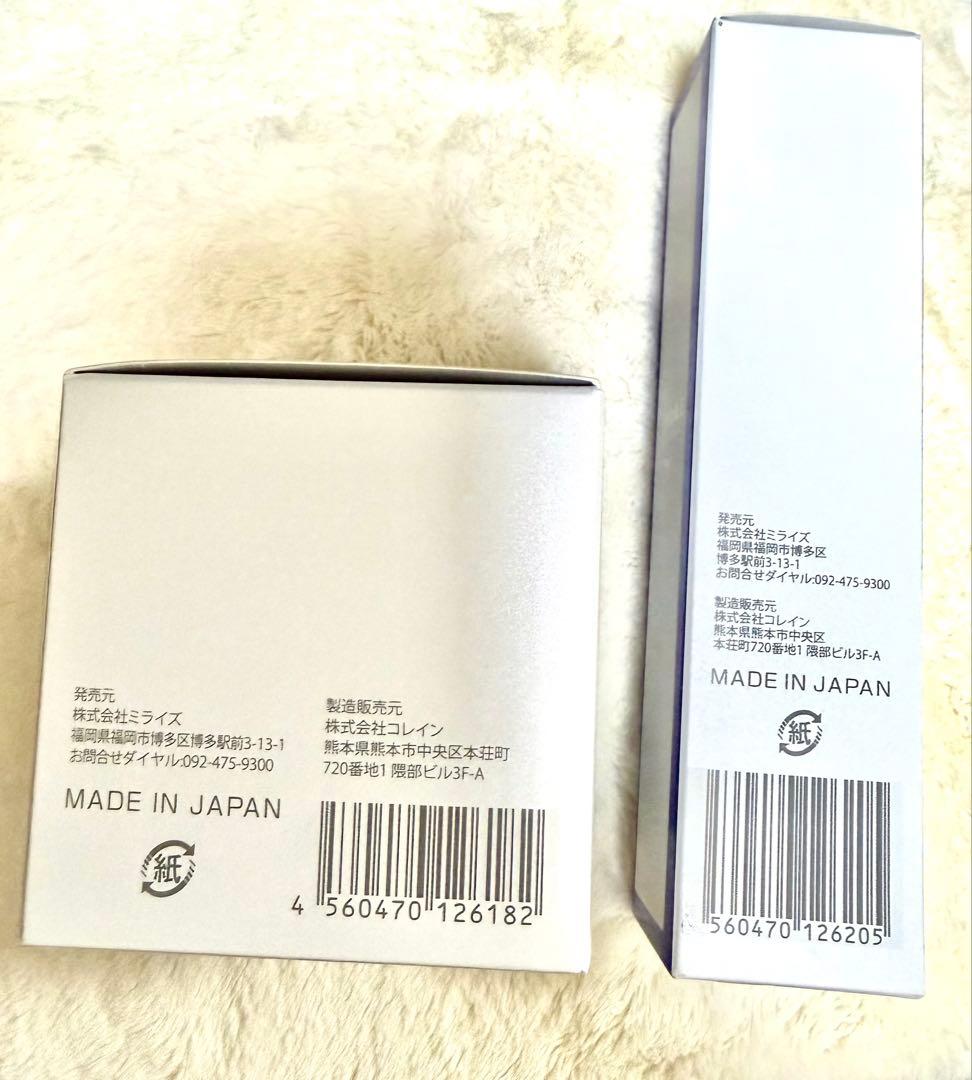 発売元
株式会社ミライズ
福岡県福岡市博多区博多駅前3-13-1
お問合せダイヤル:092-475-9300
製造販売元
株式会社コレイン
熊本県熊本市中央区本荘町
720番地1 隈部ビル3F-A
MADE IN JAPAN
紙
4 560470 126182
発売元
株式会社ミライズ
福岡県福岡市博多区
博多駅前3-13-1
お問合せダイヤル:092-475-9300
製造販売元
株式会社コレイン
熊本県熊本市中央区
本荘町720番地1 隈部ビル3F-A
MADE IN JAPAN
紙
560470 126205